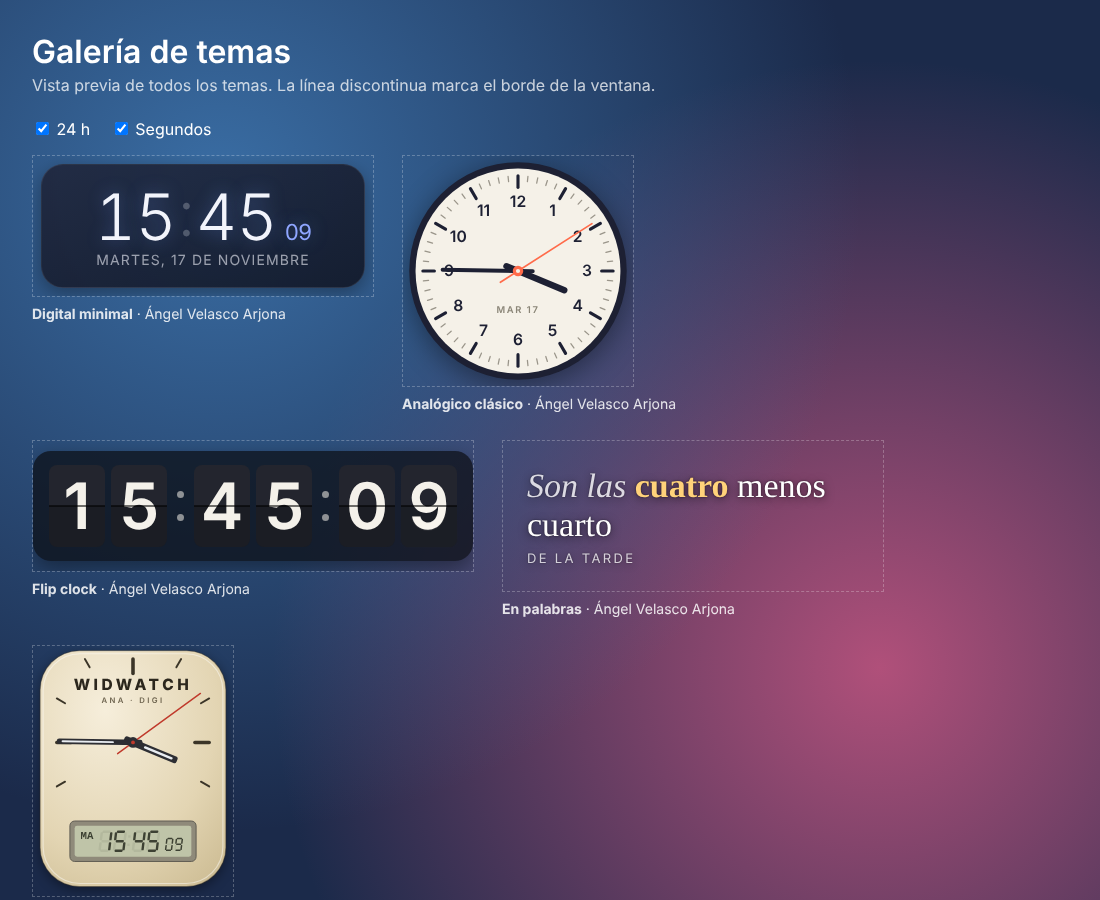 Galería de temas
Vista previa de todos los temas. La línea discontinua marca el borde de la ventana.
24 h Segundos
15:45 09
MARTES, 17 DE NOVIEMBRE
Digital minimal · Ángel Velasco Arjona
12
11 1
10 2
9 3
8 4
7 5
6
MAR 17
Analógico clásico · Ángel Velasco Arjona
15:45:09
Flip clock · Ángel Velasco Arjona
Son las cuatro menos
cuarto
DE LA TARDE
En palabras · Ángel Velasco Arjona
WIDWATCH
ANA · DIGI
MA 15:45 09